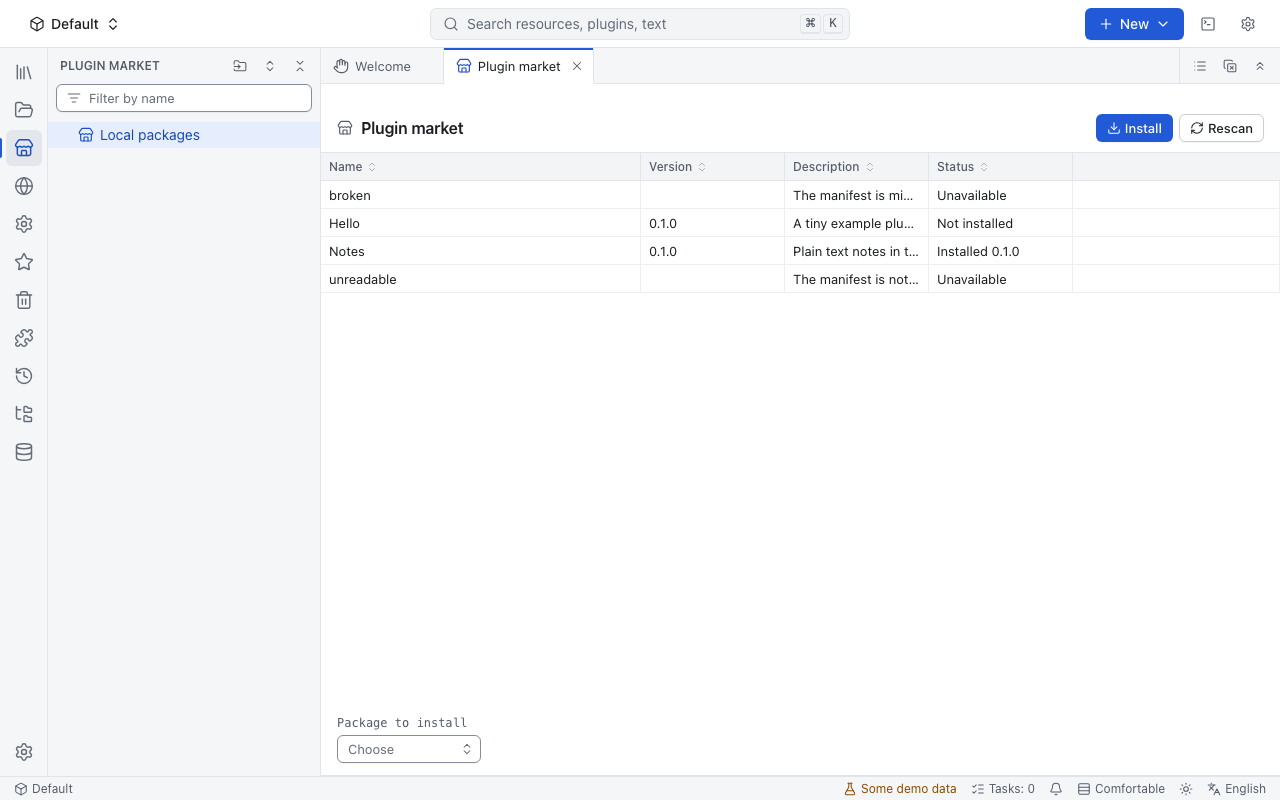 Default
Search resources, plugins, text
⌘ K
New
PLUGIN MARKET
Filter by name
Local packages
Welcome
Plugin market
Plugin market
Install
Rescan
Name Version Description Status
broken The manifest is mi... Unavailable
Hello 0.1.0 A tiny example plu... Not installed
Notes 0.1.0 Plain text notes in t... Installed 0.1.0
unreadable The manifest is not... Unavailable
Package to install
Choose
Default
Some demo data
Tasks: 0
Comfortable
English